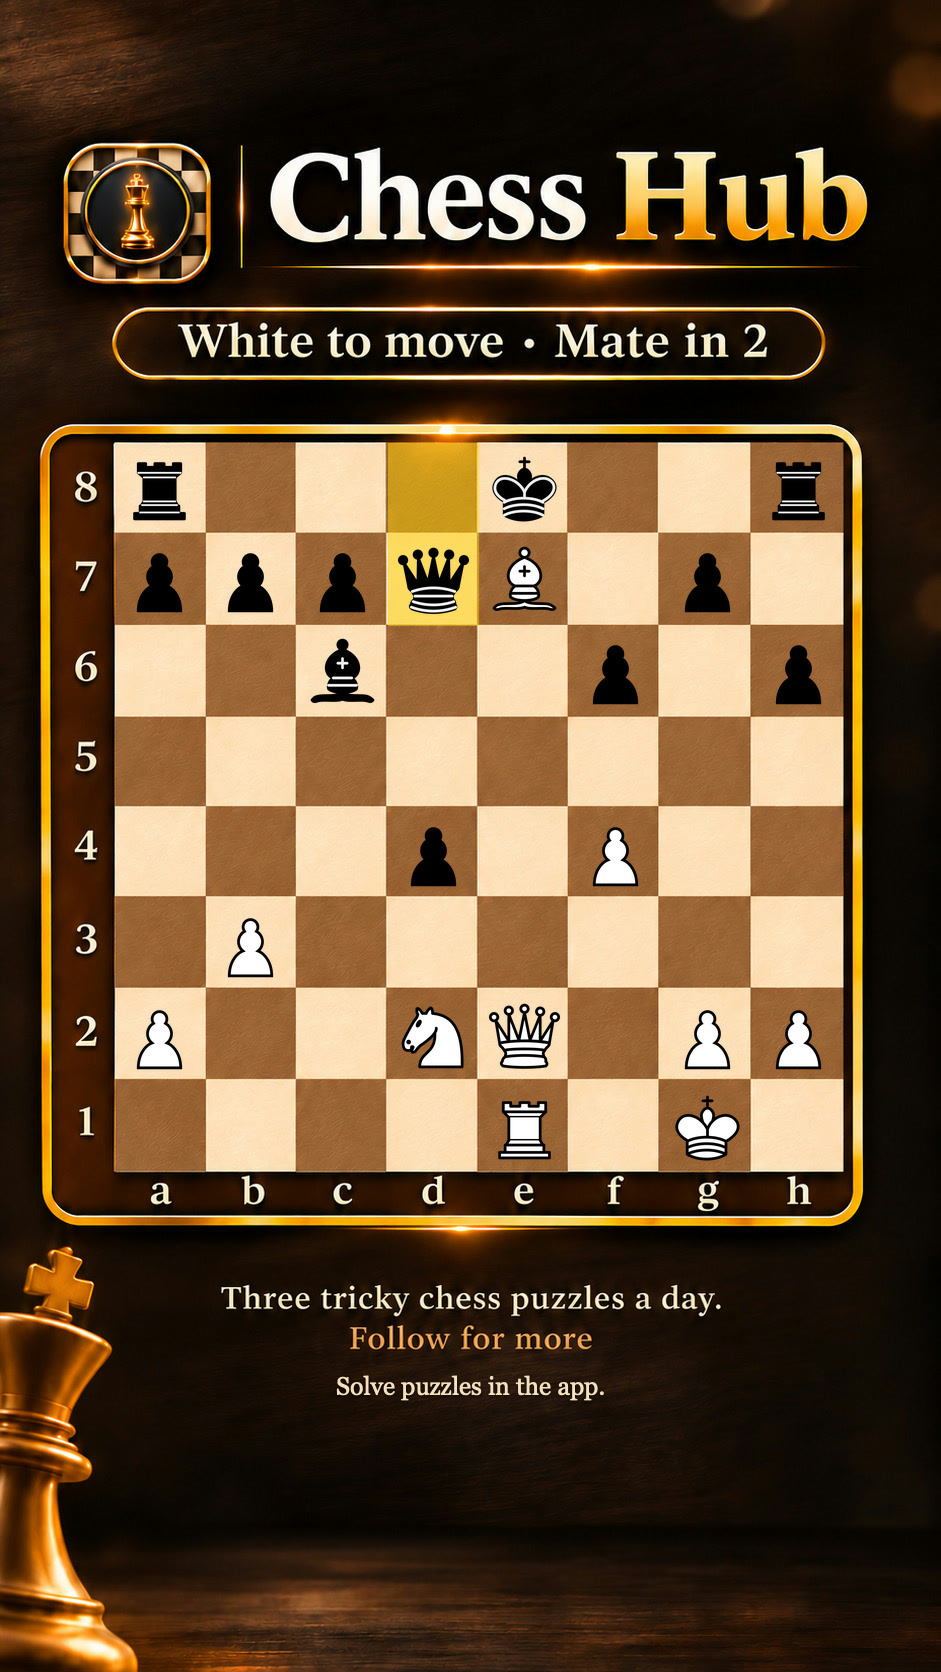 Chess Hub
White to move · Mate in 2
8
7
6
5
4
3
2
1
a b c d e f g h
Three tricky chess puzzles a day.
Follow for more
Solve puzzles in the app.